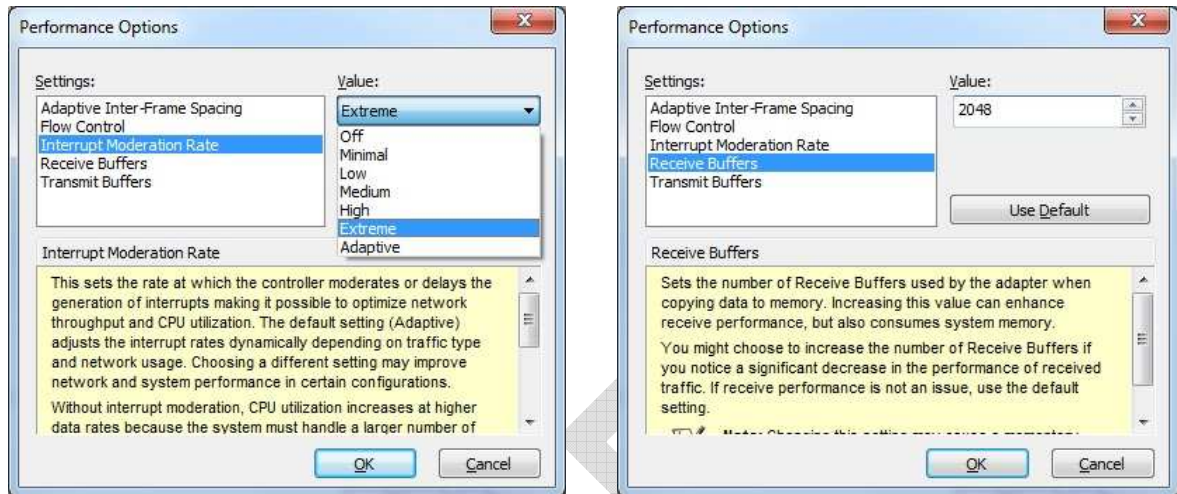 Performance Options
Settings:
Value:
Adaptive Inter-Frame Spacing
Flow Control
Interrupt Moderation Rate
Receive Buffers
Transmit Buffers
Extreme
Off
Minimal
Low
Medium
High
Extreme
Adaptive
Interrupt Moderation Rate
This sets the rate at which the controller moderates or delays the
generation of interrupts making it possible to optimize network
throughput and CPU utilization. The default setting (Adaptive)
adjusts the interrupt rates dynamically depending on traffic type
and network usage. Choosing a different setting may improve
network and system performance in certain configurations.
Without interrupt moderation, CPU utilization increases at higher
data rates because the system must handle a larger number of
OK
Cancel
Performance Options
Settings:
Value:
Adaptive Inter-Frame Spacing
Flow Control
Interrupt Moderation Rate
Receive Buffers
Transmit Buffers
2048
Use Default
Receive Buffers
Sets the number of Receive Buffers used by the adapter when
copying data to memory. Increasing this value can enhance
receive performance, but also consumes system memory.
You might choose to increase the number of Receive Buffers if
you notice a significant decrease in the performance of received
traffic. If receive performance is not an issue, use the default
setting.
Note: Changing this setting may cause a momentary
OK
Cancel